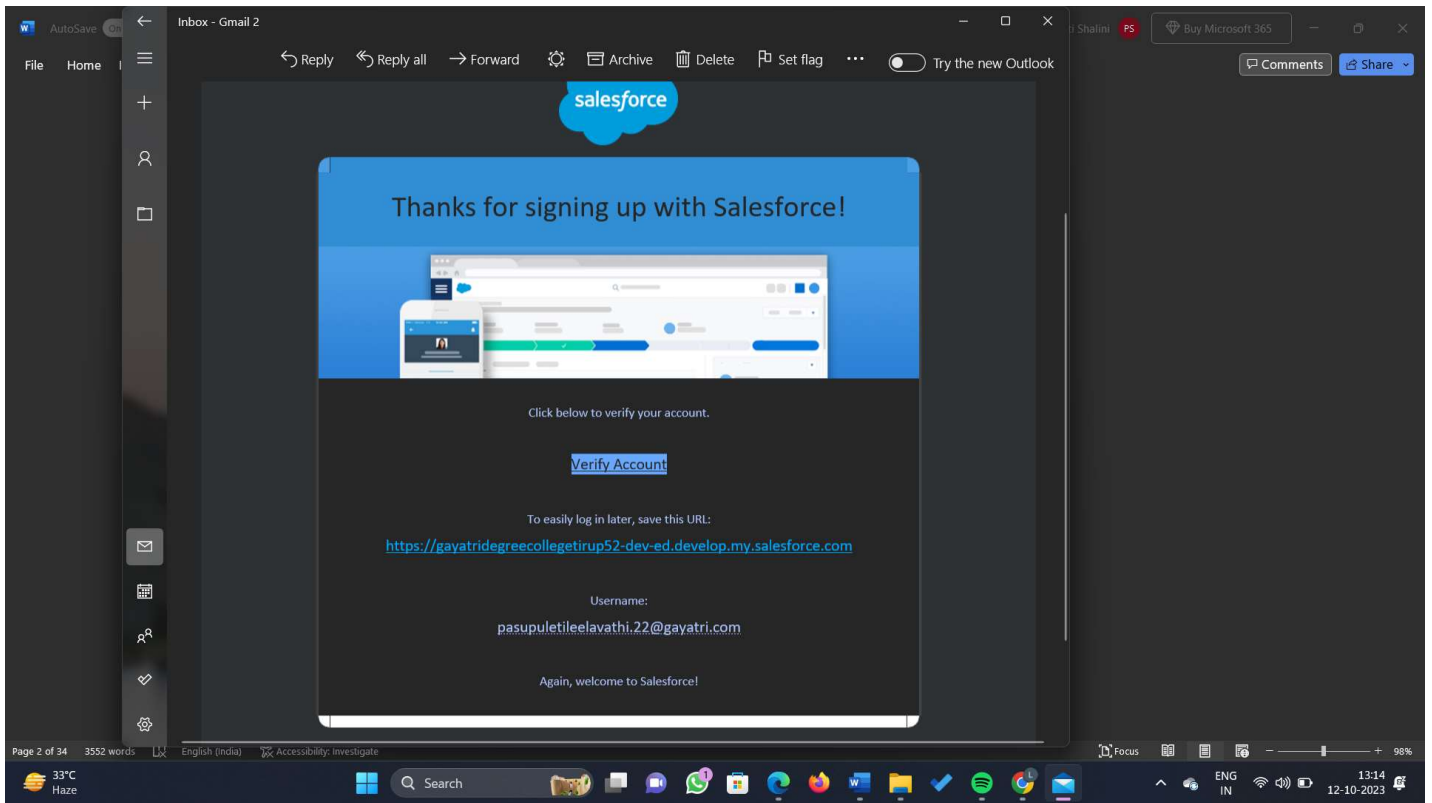 AutoSave On
Inbox - Gmail 2
Shalini PS Buy Microsoft 365
File Home
Reply Reply all Forward Archive Delete Set flag Try the new Outlook
Comments Share
salesforce
Thanks for signing up with Salesforce!
Click below to verify your account.
Verify Account
To easily log in later, save this URL:
https://gayatridegreecollegetirup52-dev-ed.develop.my.salesforce.com
Username:
pasupuletileelavathi.22@gayatri.com
Again, welcome to Salesforce!
Page 2 of 34 3552 words English (India) Accessibility: Investigate Focus 98%
33°C
Haze
Search
1
ENG
IN
13:14
12-10-2023